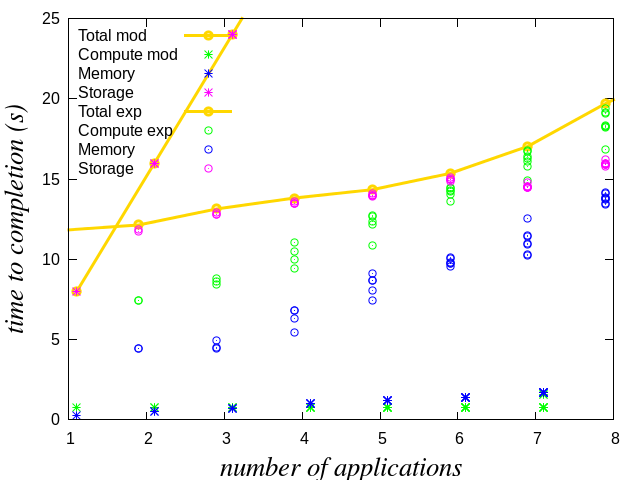 25
20
15
10
5
0
time to completion (s)
Total mod
Compute mod
Memory
Storage
Total exp
Compute exp
Memory
Storage
1 2 3 4 5 6 7 8
number of applications